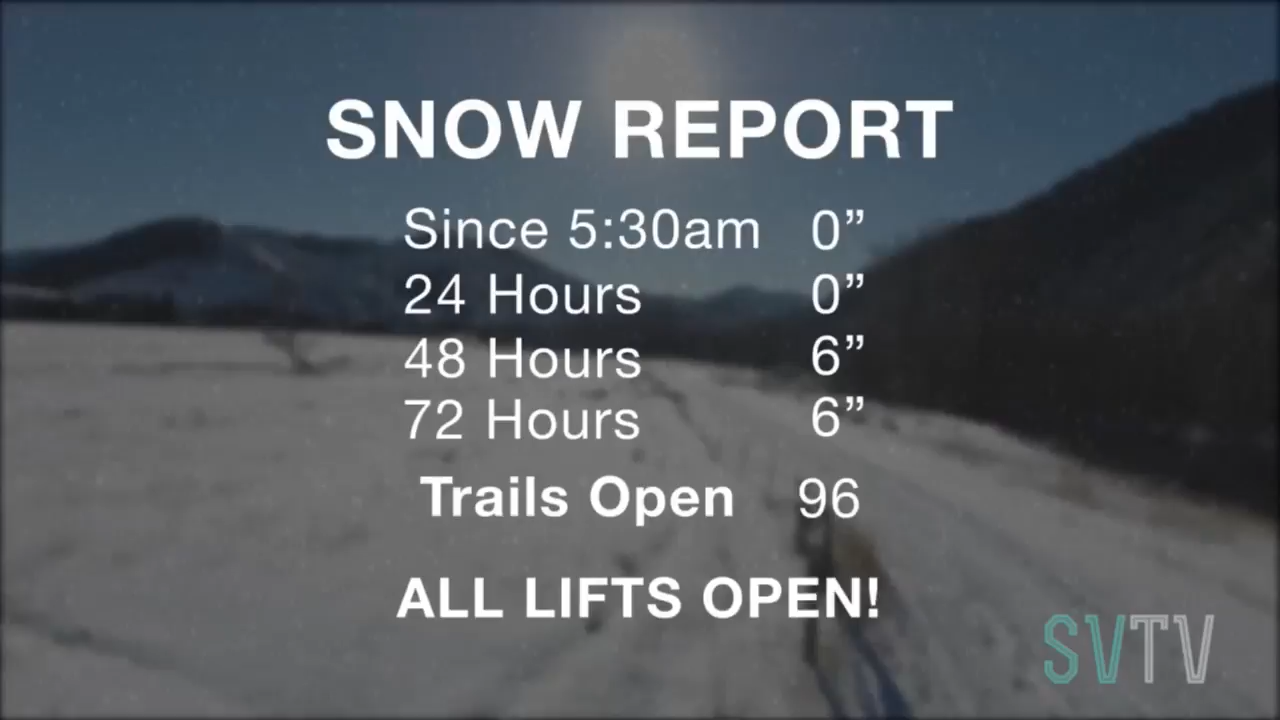 SNOW REPORT
Since 5:30am 0”
24 Hours 0”
48 Hours 6”
72 Hours 6”
Trails Open 96
ALL LIFTS OPEN!
SVTV